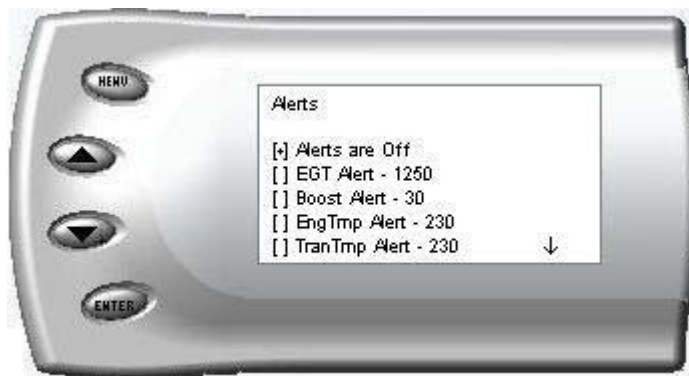 MENU
Alerts
[•] Alerts are Off
[ ] EGT Alert - 1250
[ ] Boost Alert - 30
[ ] EngTmp Alert - 230
[ ] TranTmp Alert - 230 ↓
ENTER